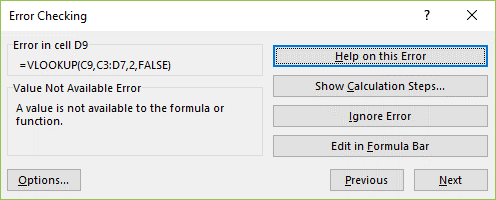 Error Checking
Error in cell D9
=VLOOKUP(C9,C3:D7,2,FALSE)
Value Not Available Error
A value is not available to the formula or
function.
Help on this Error
Show Calculation Steps...
Ignore Error
Edit in Formula Bar
Options...
Previous
Next